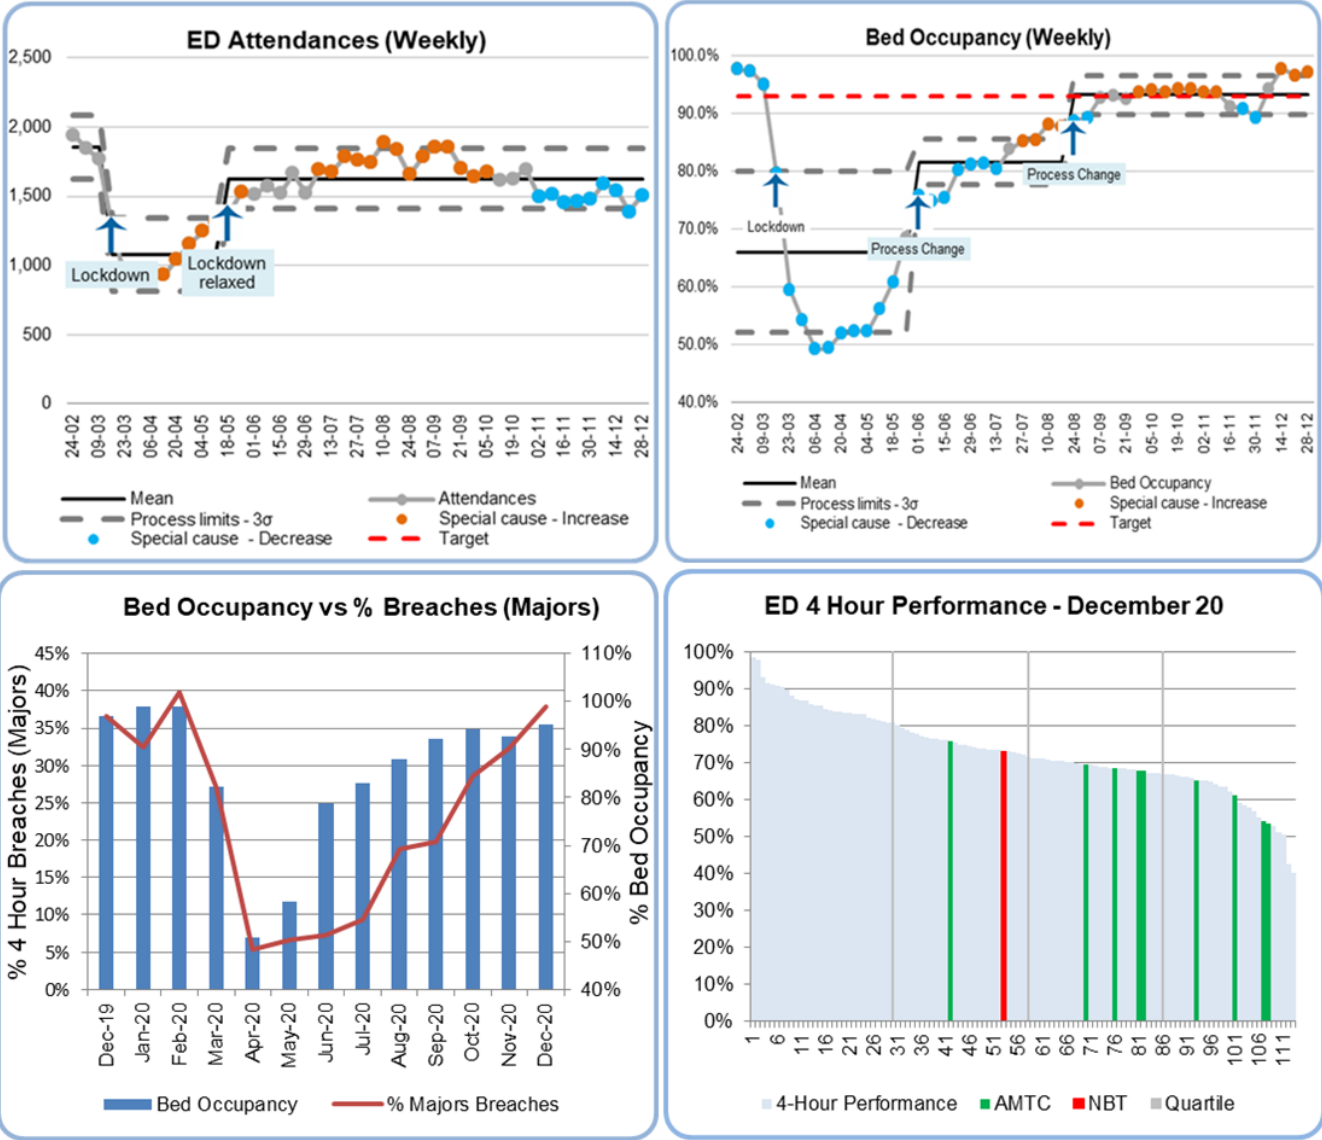 ED Attendances (Weekly)
2,500
2,000
1,500
1,000
500
0
Lockdown
Lockdown
relaxed
24-02
09-03
23-03
06-04
20-04
04-05
18-05
01-06
15-06
29-06
13-07
27-07
10-08
24-08
07-09
21-09
05-10
19-10
02-11
16-11
30-11
14-12
28-12
Mean
Attendances
Process limits - 3σ
Special cause - Increase
Special cause - Decrease
Target
Bed Occupancy (Weekly)
100.0%
90.0%
80.0%
70.0%
60.0%
50.0%
40.0%
Lockdown
Process Change
Process Change
24-02
09-03
23-03
06-04
20-04
04-05
18-05
01-06
15-06
29-06
13-07
27-07
10-08
24-08
07-09
21-09
05-10
19-10
02-11
16-11
30-11
14-12
28-12
Mean
Bed Occupancy
Process limits - 3σ
Special cause - Increase
Special cause - Decrease
Target
Bed Occupancy vs % Breaches (Majors)
% 4 Hour Breaches (Majors)
45%
40%
35%
30%
25%
20%
15%
10%
5%
0%
110%
100%
90%
80%
70%
60%
50%
40%
% Bed Occupancy
Dec-19
Jan-20
Feb-20
Mar-20
Apr-20
May-20
Jun-20
Jul-20
Aug-20
Sep-20
Oct-20
Nov-20
Dec-20
Bed Occupancy
% Majors Breaches
ED 4 Hour Performance - December 20
100%
90%
80%
70%
60%
50%
40%
30%
20%
10%
0%
1
6
11
16
21
26
31
36
41
46
51
56
61
66
71
76
81
86
91
96
101
106
111
4-Hour Performance
AMTC
NBT
Quartile